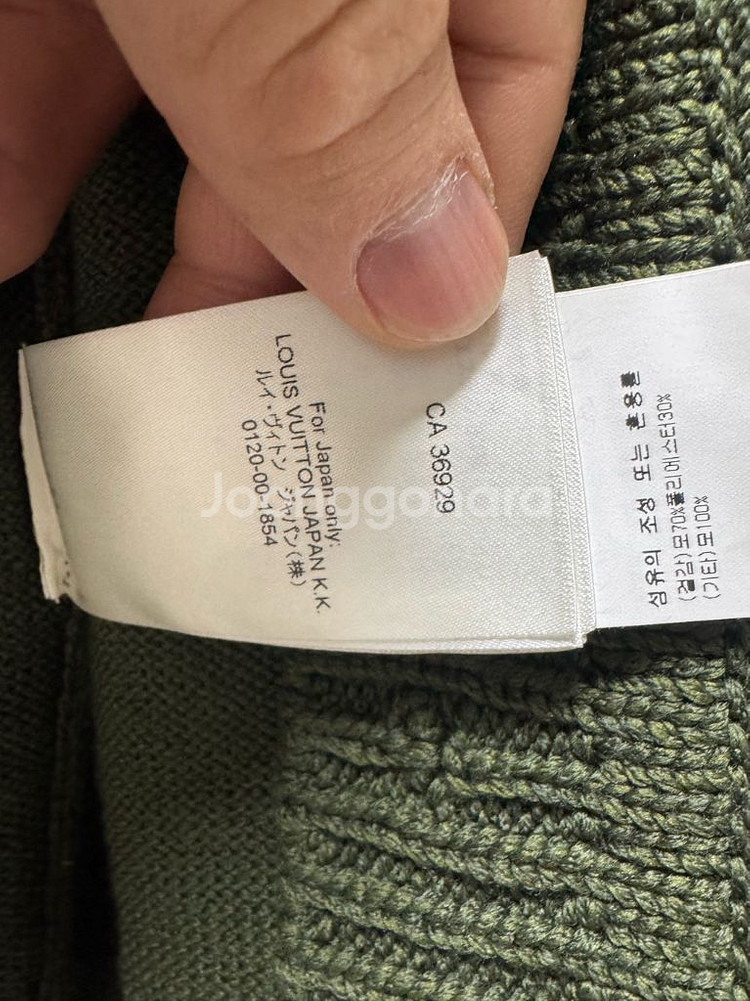 CA 36929
For Japan only:
LOUIS VUITTON JAPAN K.K.
ルイ・ヴィトン ジャパン(株)
0120-00-1854
섬유의 조성 또는 혼용률
(겉감)모70%폴리에스터30%
(기타)모100%
Joonggonara